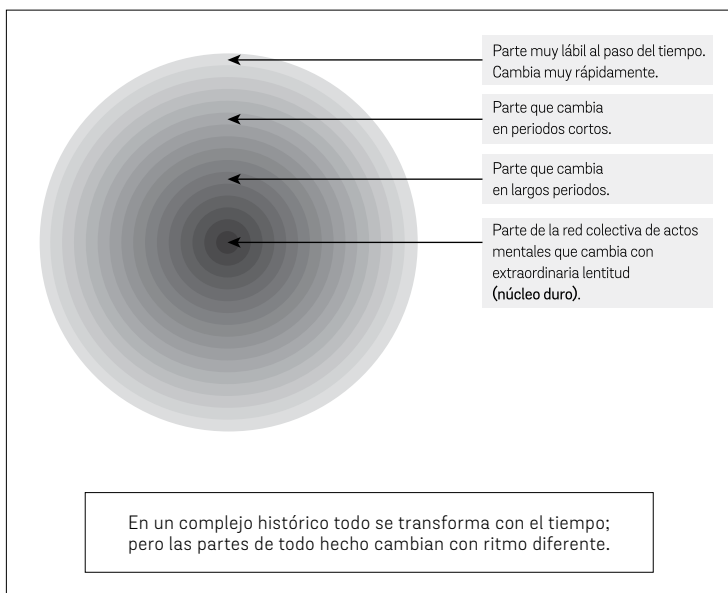 Parte muy lábil al paso del tiempo.
Cambia muy rápidamente.
Parte que cambia
en periodos cortos.
Parte que cambia
en largos periodos.
Parte de la red colectiva de actos
mentales que cambia con
extraordinaria lentitud
(núcleo duro).
En un complejo histórico todo se transforma con el tiempo;
pero las partes de todo hecho cambian con ritmo diferente.